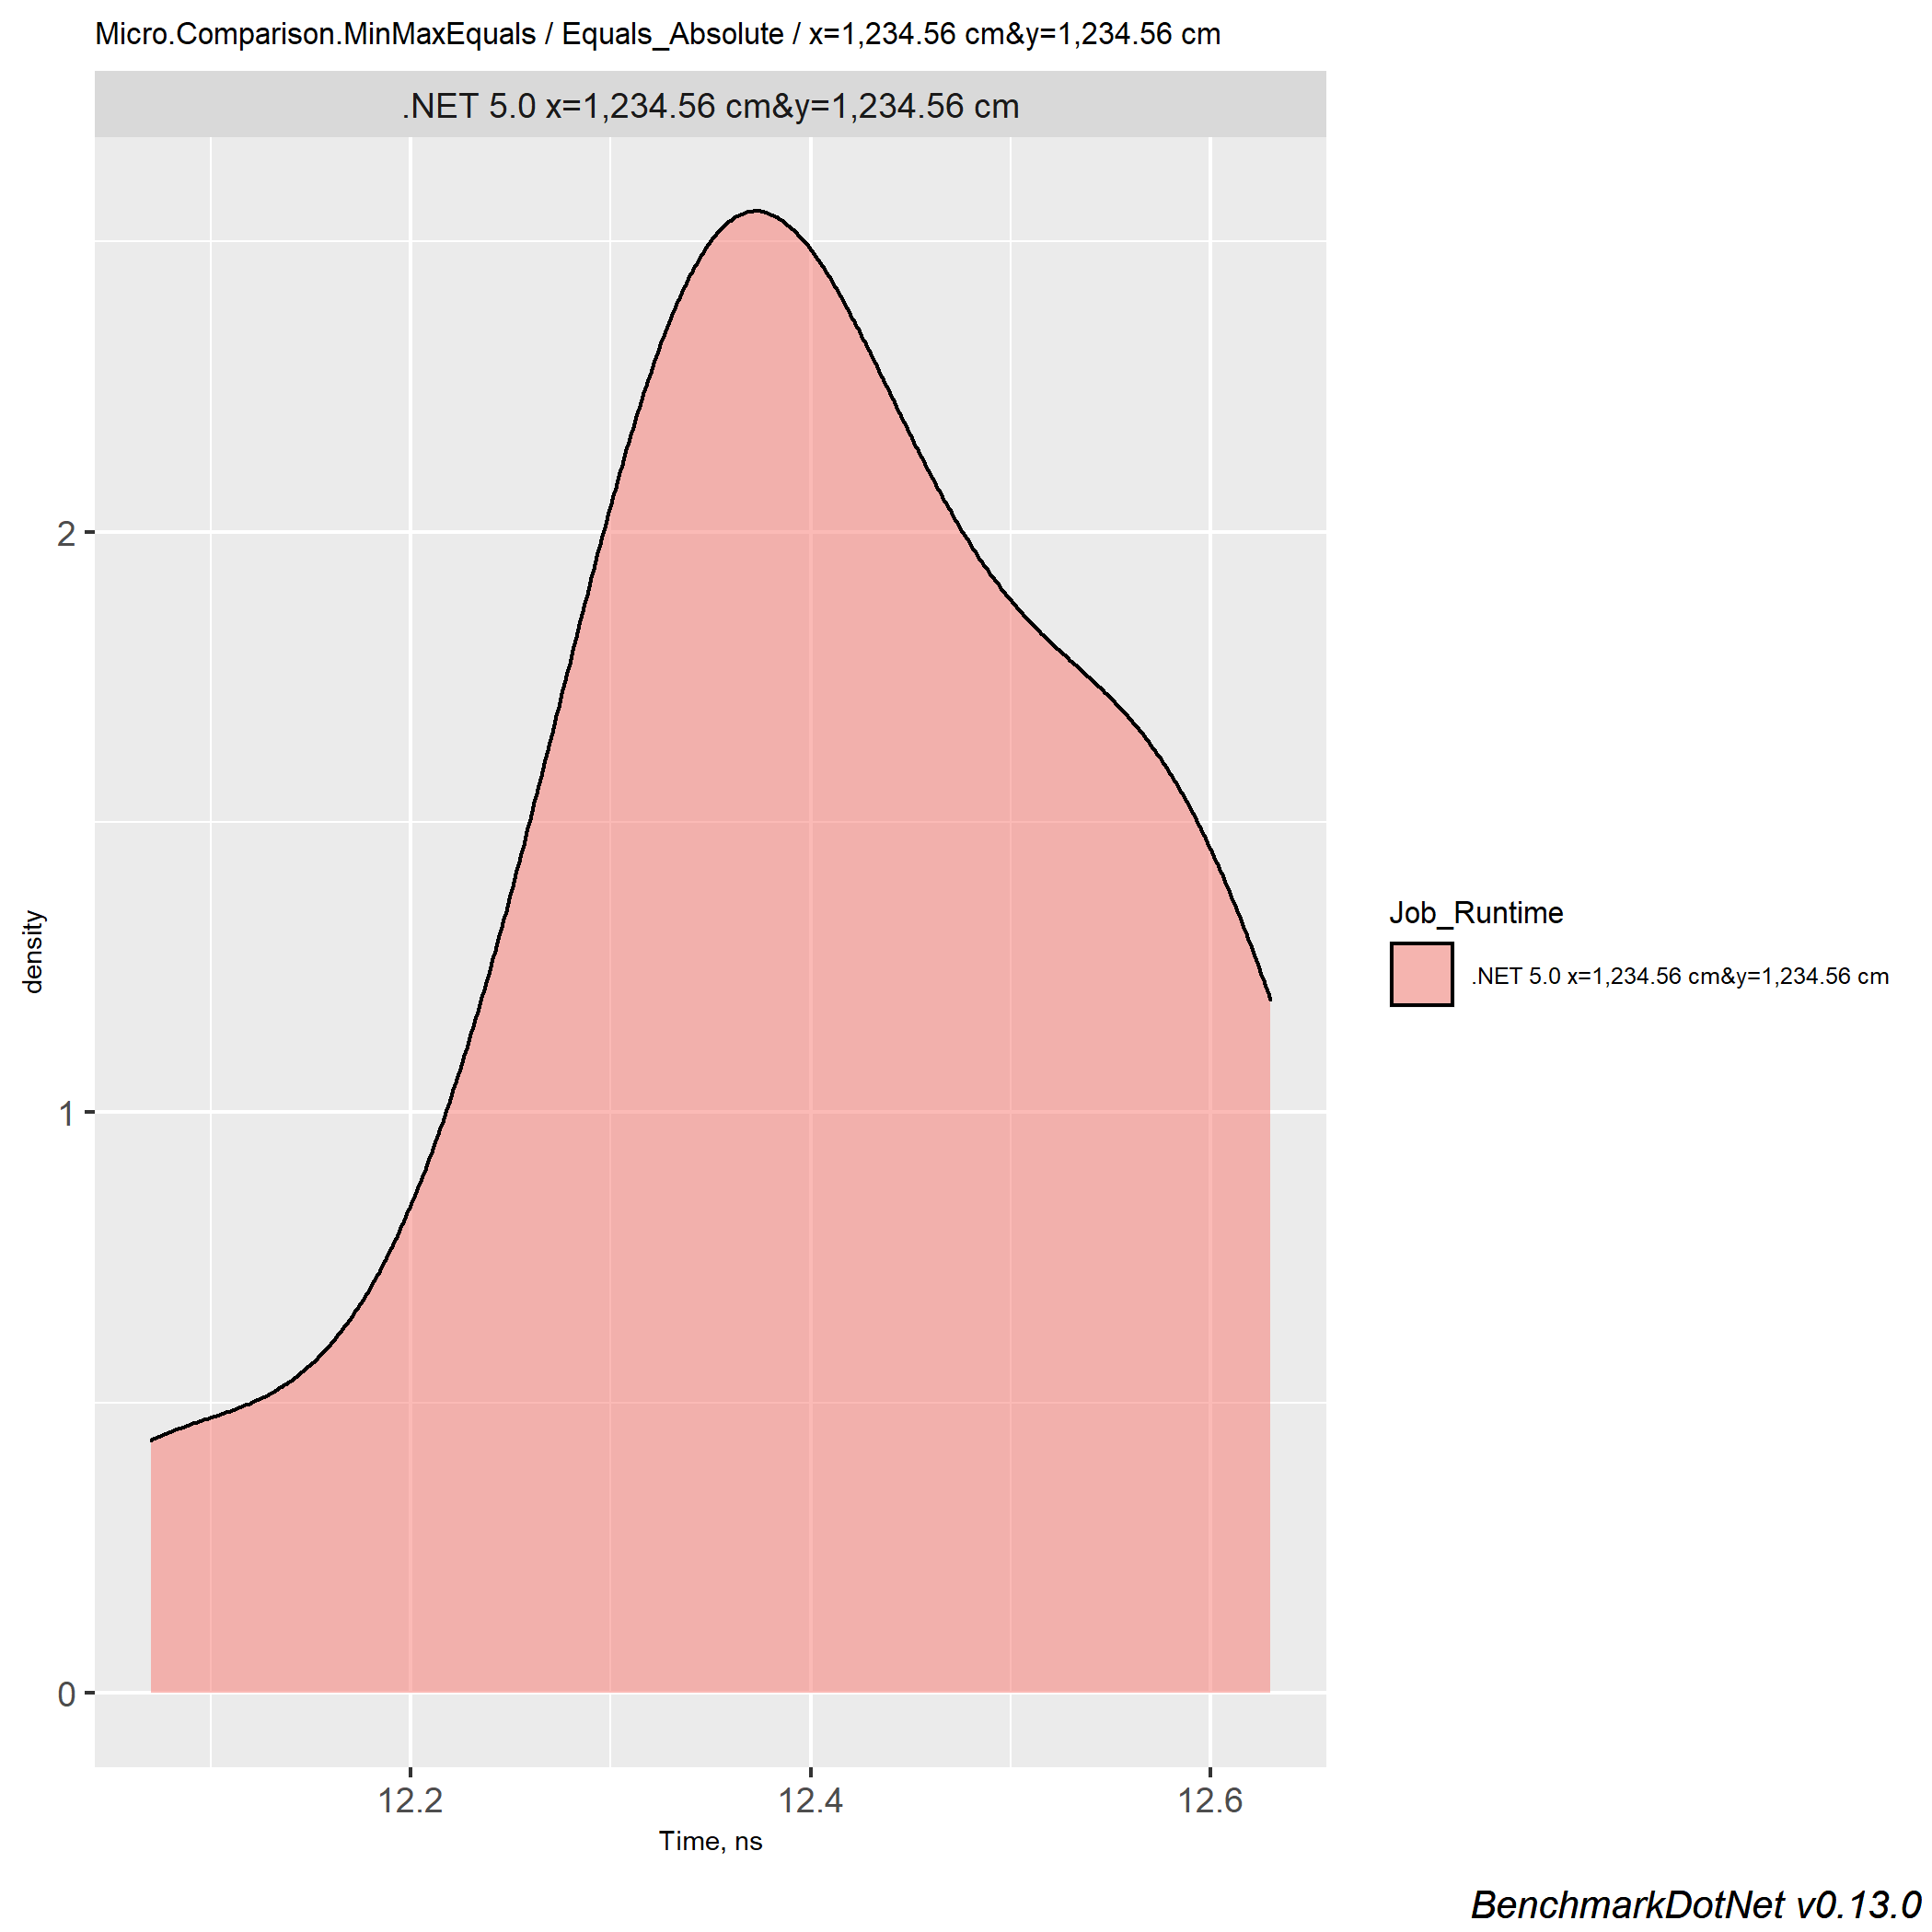 Micro.Comparison.MinMaxEquals / Equals_Absolute / x=1,234.56 cm&y=1,234.56 cm
.NET 5.0 x=1,234.56 cm&y=1,234.56 cm
2
1
0
density
12.2 12.4 12.6
Time, ns
Job_Runtime
.NET 5.0 x=1,234.56 cm&y=1,234.56 cm
BenchmarkDotNet v0.13.0